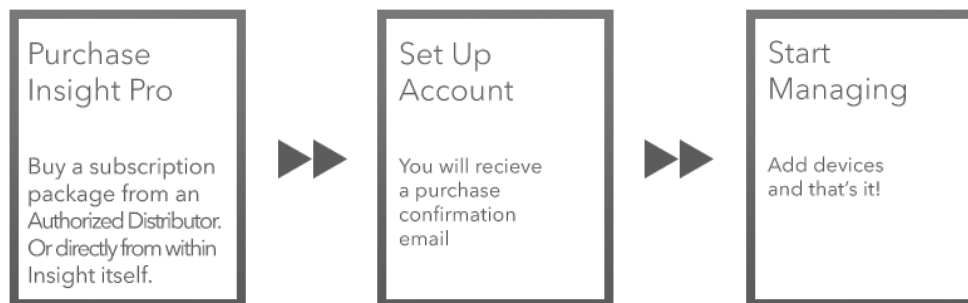 Purchase
Insight Pro
Buy a subscription
package from an
Authorized Distributor.
Or directly from within
Insight itself.
Set Up
Account
You will recieve
a purchase
confirmation
email
Start
Managing
Add devices
and that's it!